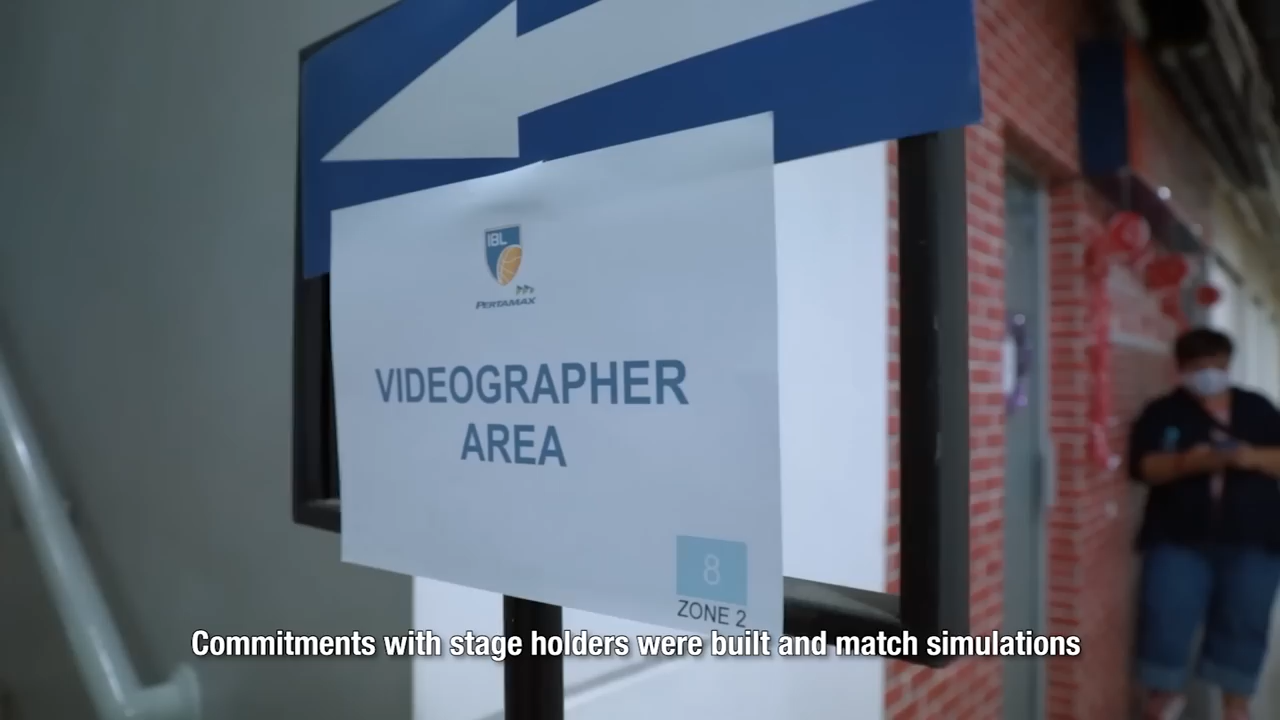 IBL
PERTAMAX
VIDEOGRAPHER
AREA
8
ZONE 2
Commitments with stage holders were built and match simulations